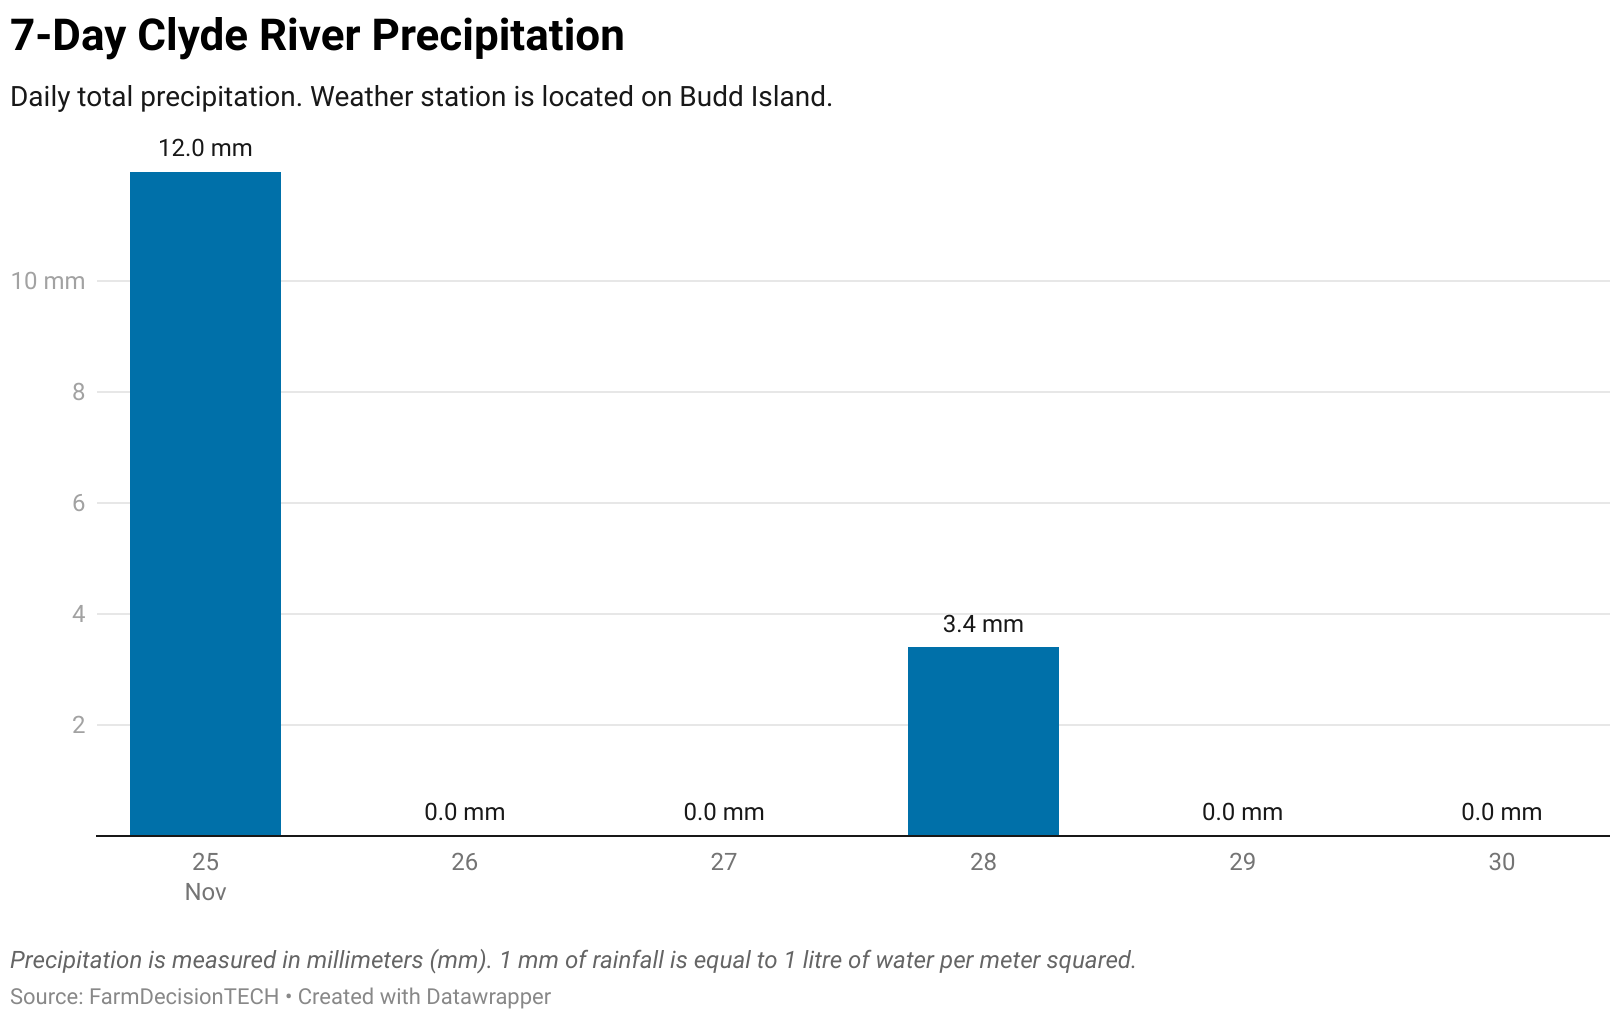 7-Day Clyde River Precipitation
Daily total precipitation. Weather station is located on Budd Island.
12.0 mm
10 mm
8
6
4
3.4 mm
2
0.0 mm 0.0 mm 0.0 mm 0.0 mm
25 26 27 28 29 30
Nov
Precipitation is measured in millimeters (mm). 1 mm of rainfall is equal to 1 litre of water per meter squared.
Source: FarmDecisionTECH • Created with Datawrapper